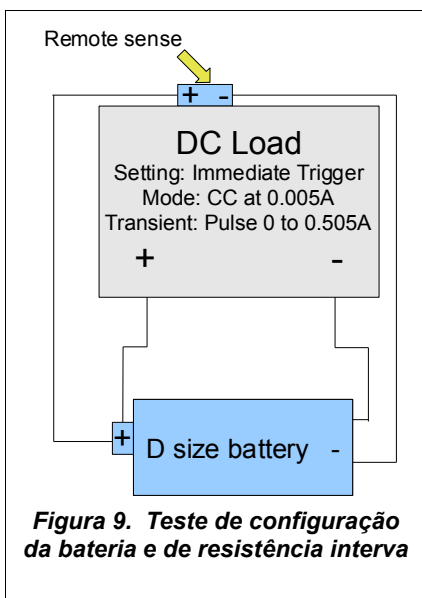 Remote sense
+ -
DC Load
Setting: Immediate Trigger
Mode: CC at 0.005A
Transient: Pulse 0 to 0.505A
+ -
+ D size battery -
Figura 9. Teste de configuração
da bateria e de resistência interva